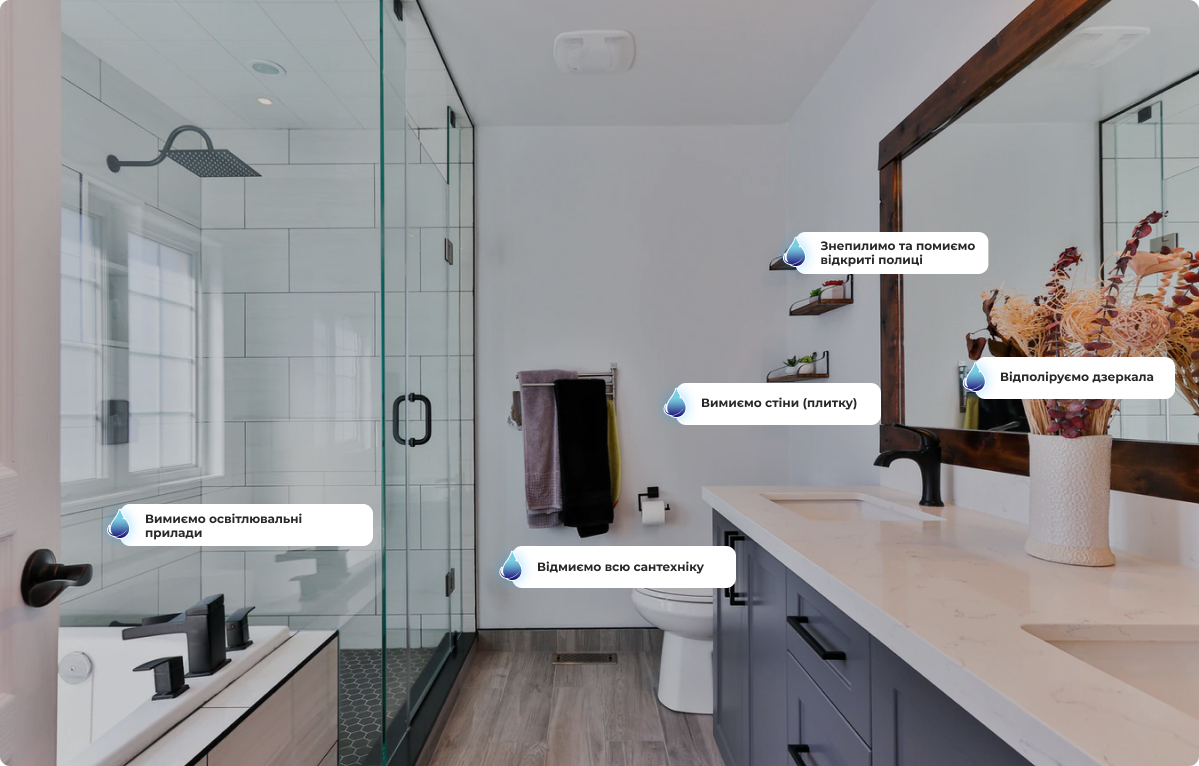 Знепилимо та помиємо
відкриті полиці
Відполіруємо дзеркала
Вимиємо стіни (плитку)
Вимиємо освітлювальні
прилади
Відмиємо всю сантехніку